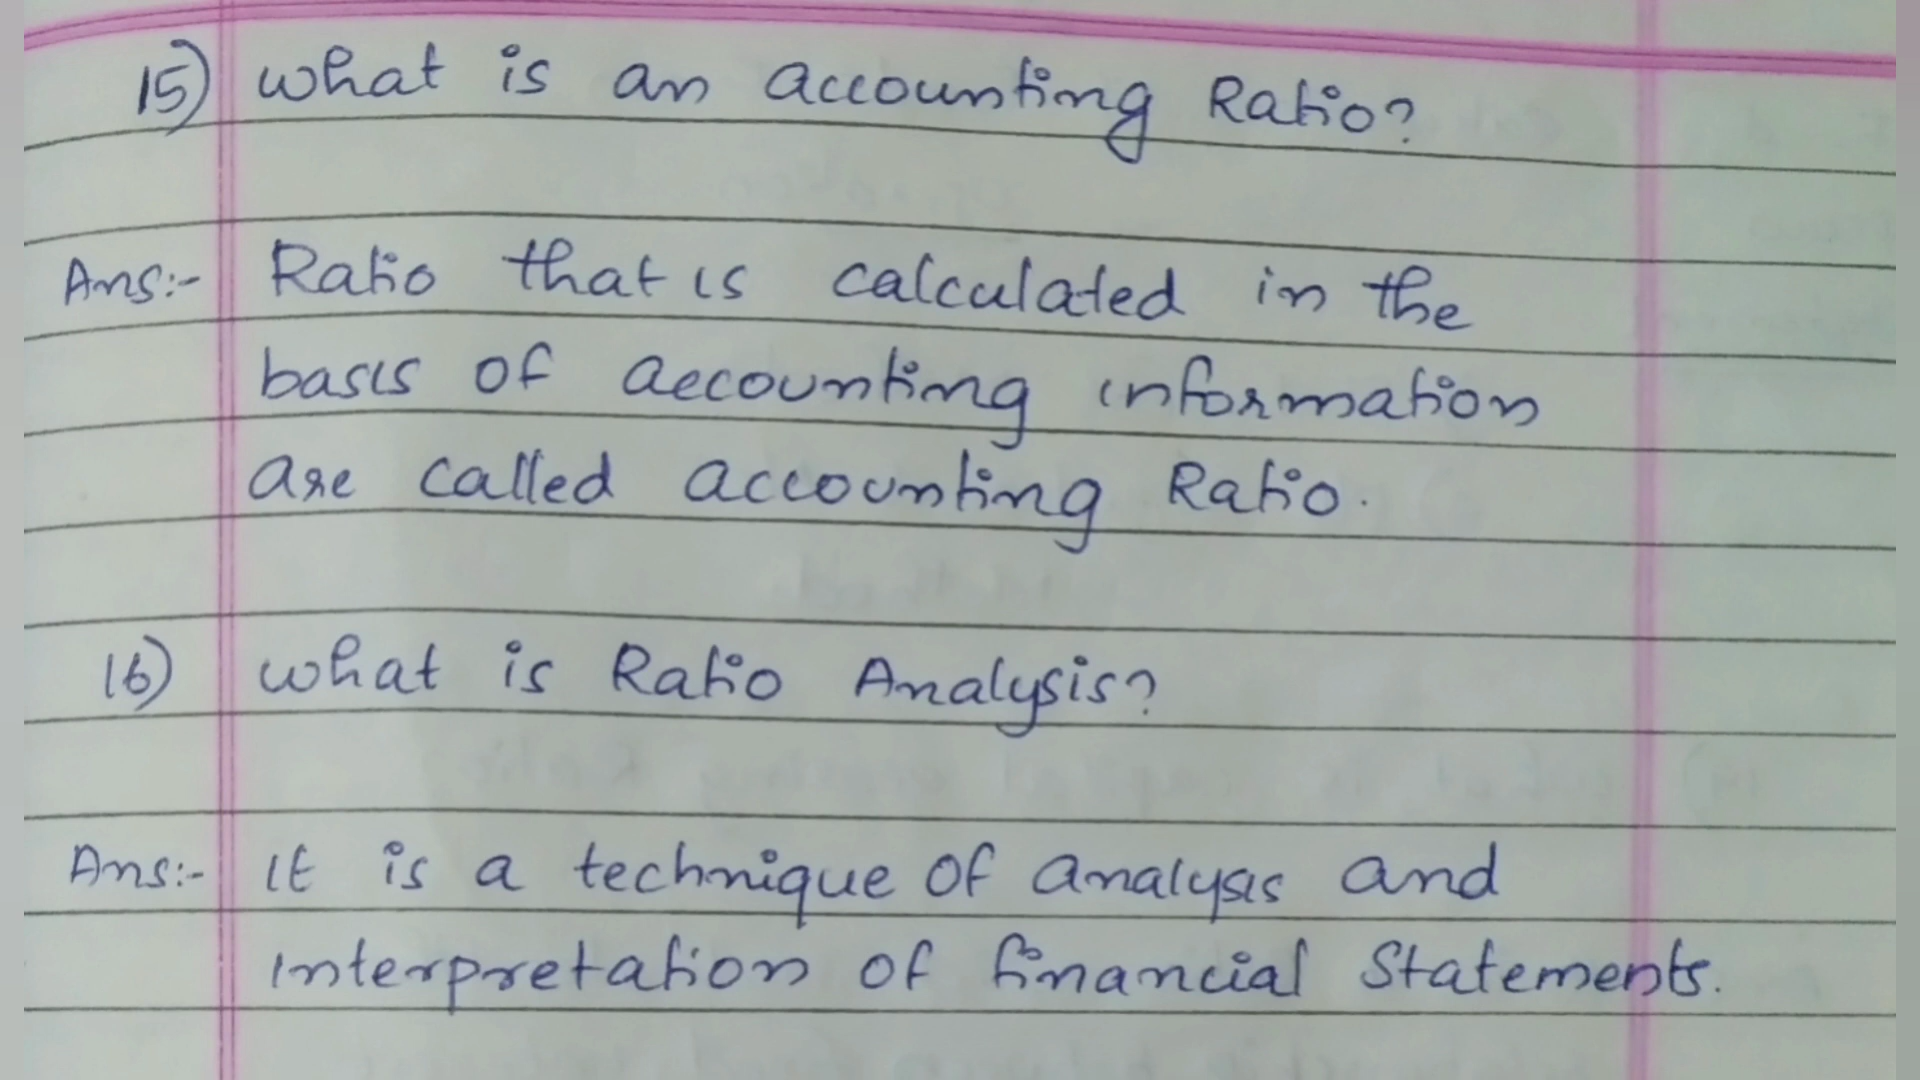 15) What is an accounting Ratio?
Ans:- Ratio that is calculated in the
basis of accounting information
are called accounting Ratio.
16) What is Ratio Analysis?
Ans:- It is a technique of analysis and
Interpretation of financial Statements.